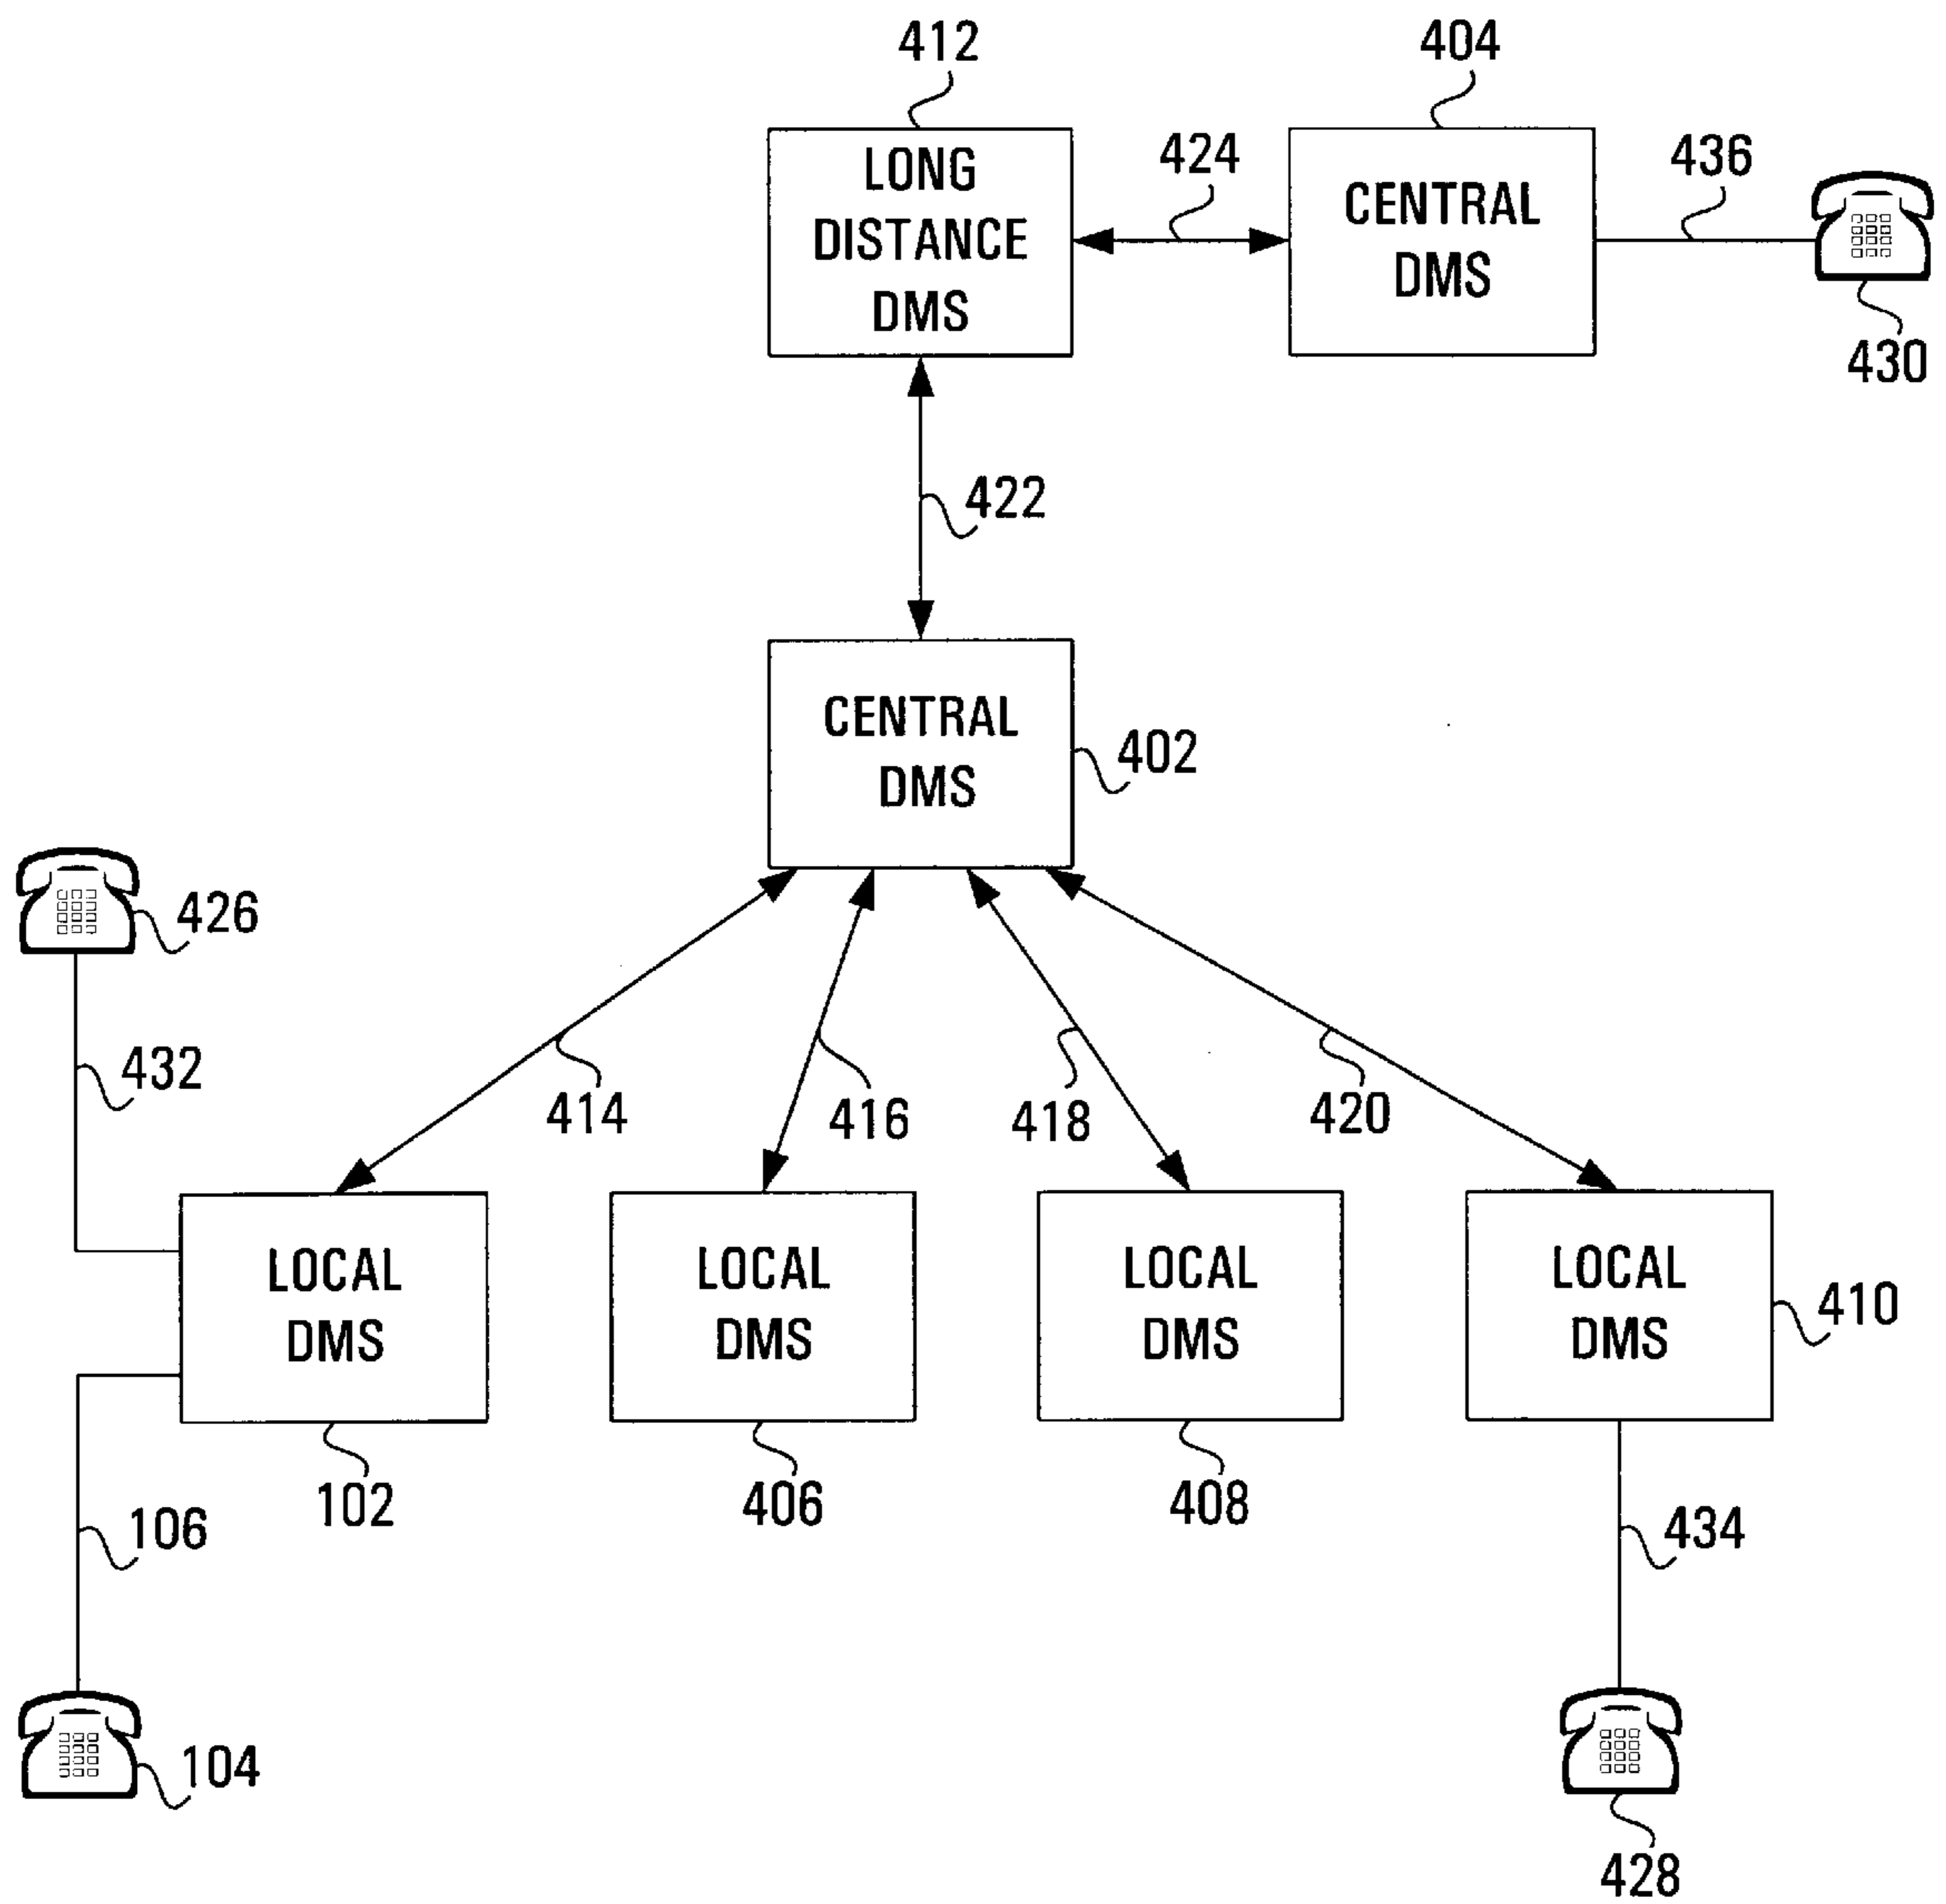 412
404
LONG
DISTANCE
DMS
424
CENTRAL
DMS
436
430
422
CENTRAL
DMS
402
426
432
414
416
418
420
LOCAL
DMS
LOCAL
DMS
LOCAL
DMS
LOCAL
DMS
410
102
406
408
106
434
104
428